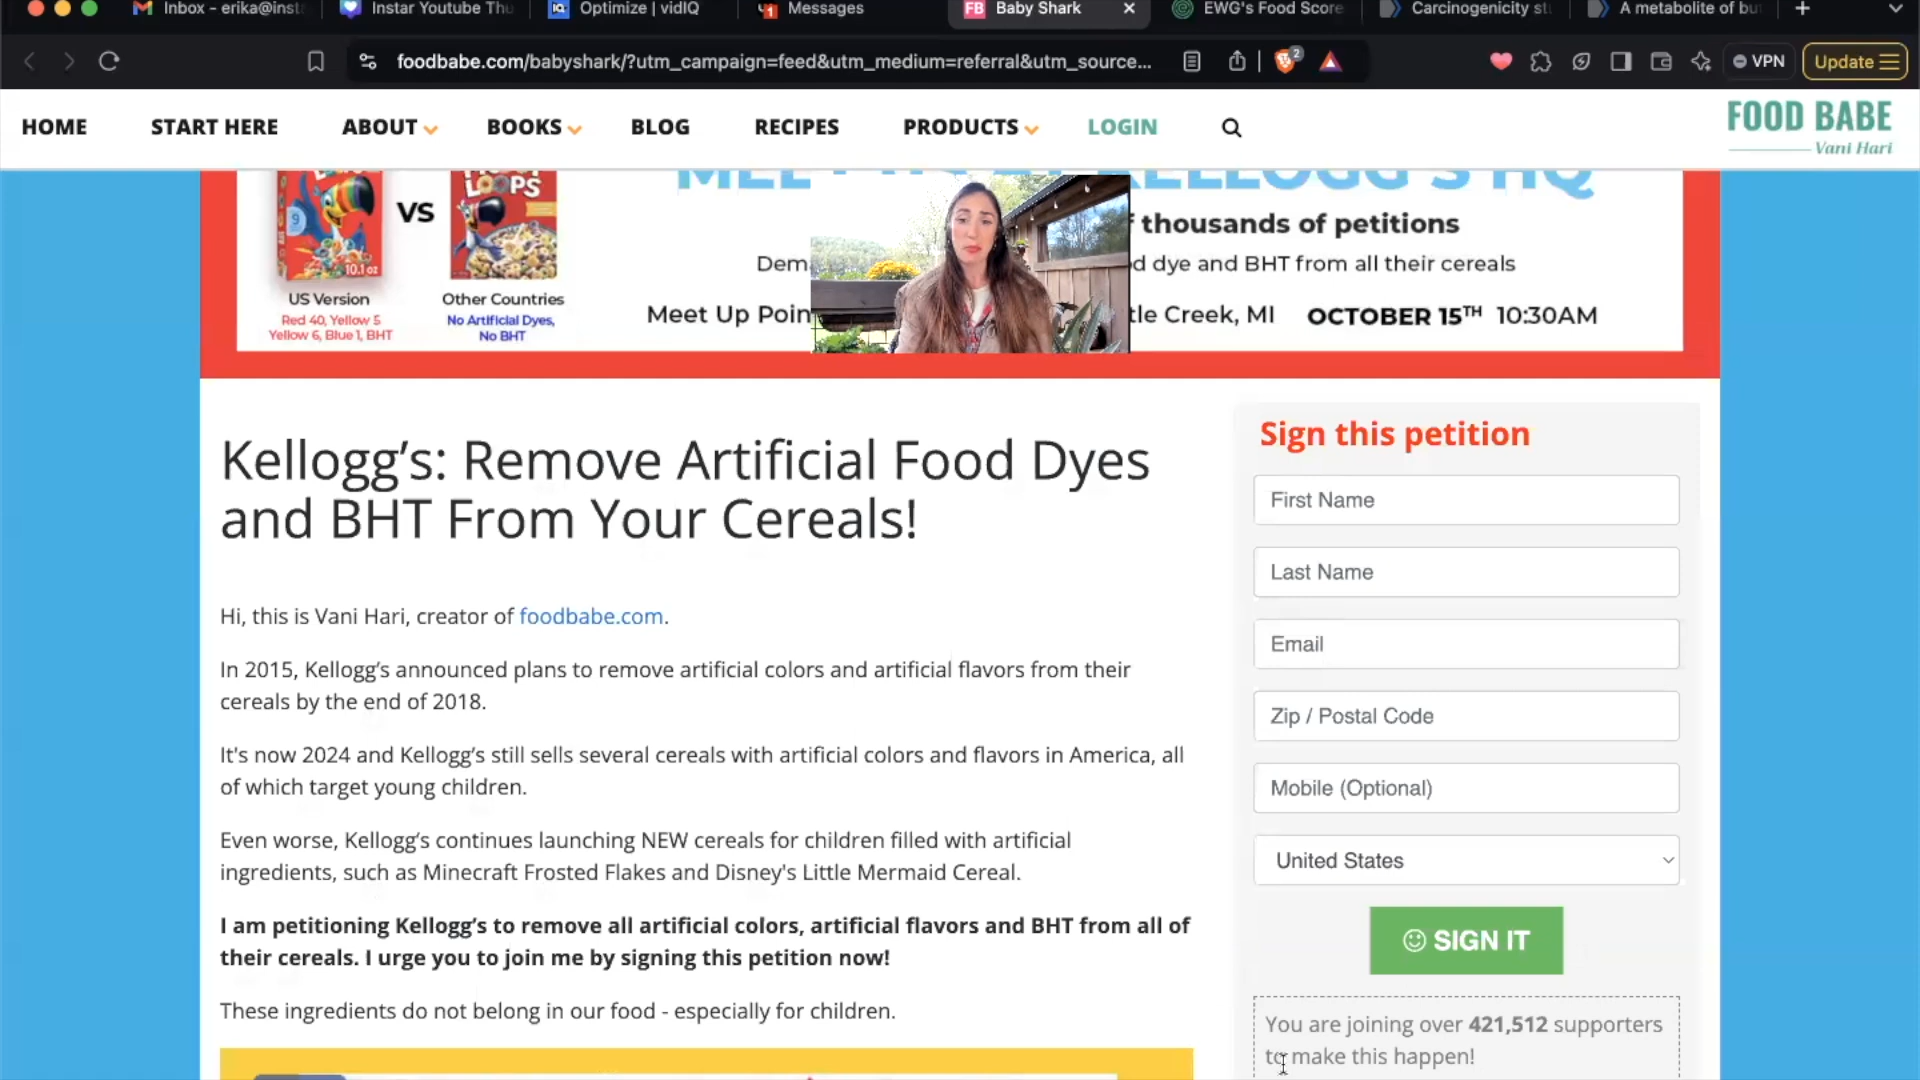 Inbox - erika@inst
Instar Youtube Thu
Optimize | vidIQ
Messages
Baby Shark
EWG's Food Score
Carcinogenicity st
A metabolite of bu
foodbabe.com/babyshark/?utm_campaign=feed&utm_medium=referral&utm_source...
2
VPN
Update
HOME START HERE ABOUT BOOKS BLOG RECIPES PRODUCTS LOGIN
FOOD BABE
Vani Hari
LOOPS
VS
thousands of petitions
10.1 oz
Dem d dye and BHT from all their cereals
US Version
Red 40, Yellow 5
Yellow 6, Blue 1, BHT
Other Countries
No Artificial Dyes,
No BHT
Meet Up Poin tle Creek, MI OCTOBER 15TH 10:30AM
Kellogg's: Remove Artificial Food Dyes
and BHT From Your Cereals!
Hi, this is Vani Hari, creator of foodbabe.com.
In 2015, Kellogg's announced plans to remove artificial colors and artificial flavors from their
cereals by the end of 2018.
It's now 2024 and Kellogg's still sells several cereals with artificial colors and flavors in America, all
of which target young children.
Even worse, Kellogg's continues launching NEW cereals for children filled with artificial
ingredients, such as Minecraft Frosted Flakes and Disney's Little Mermaid Cereal.
I am petitioning Kellogg's to remove all artificial colors, artificial flavors and BHT from all of
their cereals. I urge you to join me by signing this petition now!
These ingredients do not belong in our food - especially for children.
Sign this petition
First Name
Last Name
Email
Zip / Postal Code
Mobile (Optional)
United States
SIGN IT
You are joining over 421,512 supporters
to make this happen!